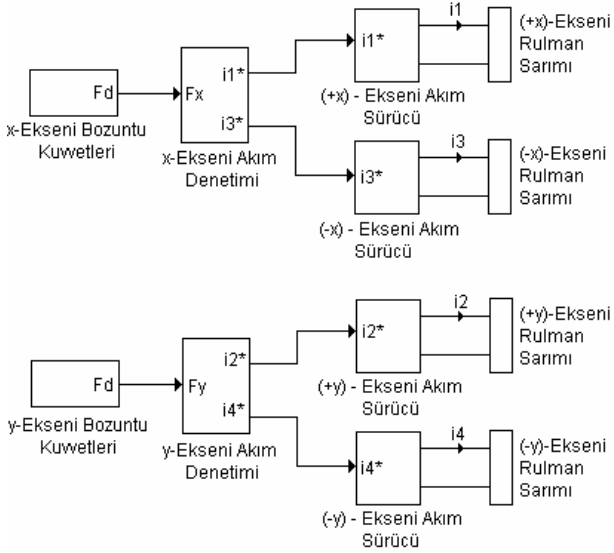 i1
(+x)-Ekseni
Rulman
Sarımı
i1*
(+x) - Ekseni Akım
Sürücü
i1*
Fd
Fx
i3*
x-Ekseni Bozuntu
Kuvvetleri
x-Ekseni Akım
Denetimi
i3
(-x)-Ekseni
Rulman
Sarımı
i3*
(-x) - Ekseni Akım
Sürücü
i2
(+y)-Ekseni
Rulman
Sarımı
i2*
(+y) - Ekseni Akım
Sürücü
i2*
Fd
Fy
i4*
y-Ekseni Bozuntu
Kuvvetleri
y-Ekseni Akım
Denetimi
i4
(-y)-Ekseni
Rulman
Sarımı
i4*
(-y) - Ekseni Akım
Sürücü